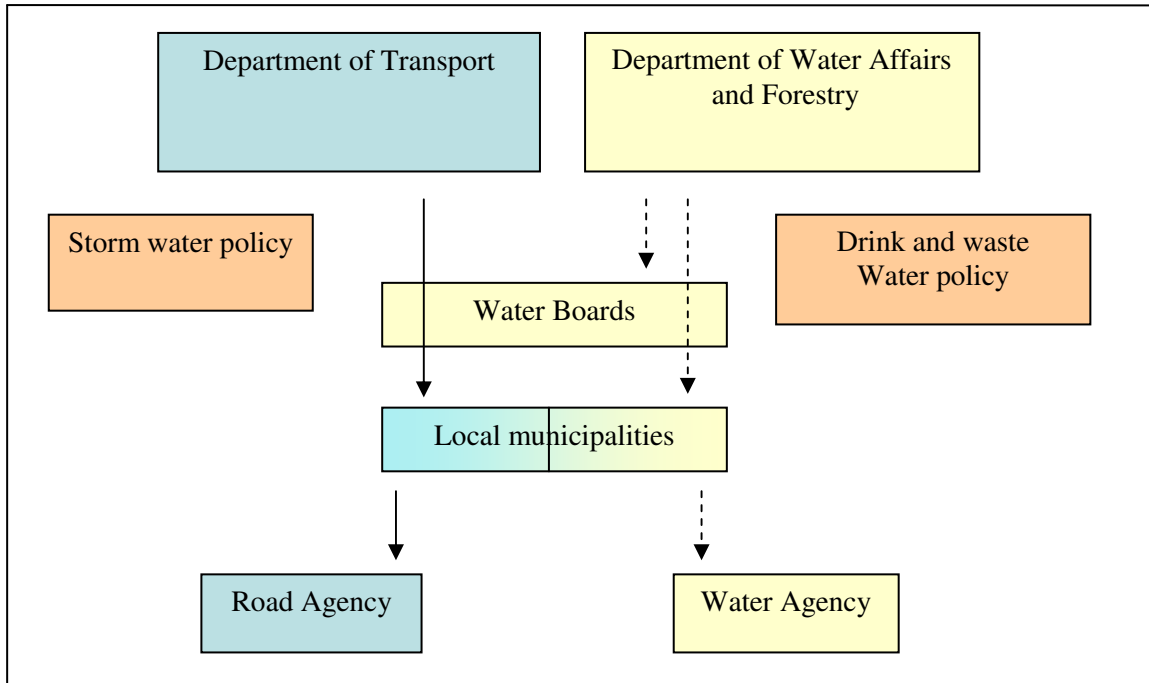 Department of Transport
Department of Water Affairs
and Forestry
Storm water policy
Drink and waste
Water policy
Water Boards
Local municipalities
Road Agency
Water Agency